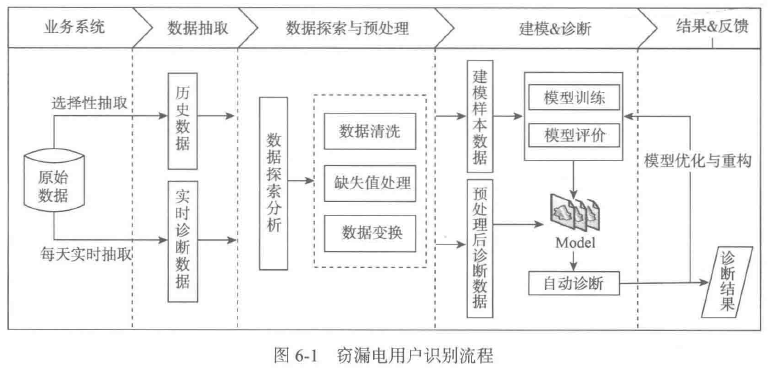 业务系统
数据抽取
数据探索与预处理
建模&诊断
结果&反馈
选择性抽取
原始
数据
每天实时抽取
历史数据
实时诊断数据
数据探索分析
数据清洗
缺失值处理
数据变换
建模样本数据
预处理后诊断数据
模型训练
模型评价
Model
自动诊断
模型优化与重构
诊断结果
图 6-1 窃漏电用户识别流程